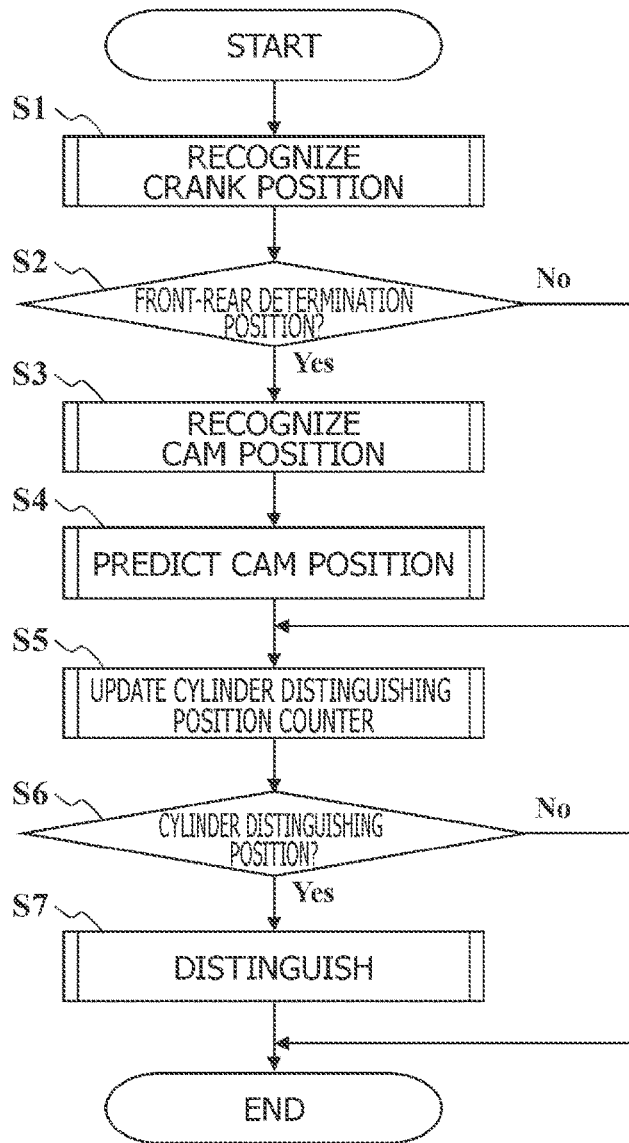 START
S1
RECOGNIZE
CRANK POSITION
S2
FRONT-REAR DETERMINATION
POSITION?
No
Yes
S3
RECOGNIZE
CAM POSITION
S4
PREDICT CAM POSITION
S5
UPDATE CYLINDER DISTINGUISHING
POSITION COUNTER
S6
CYLINDER DISTINGUISHING
POSITION?
No
Yes
S7
DISTINGUISH
END